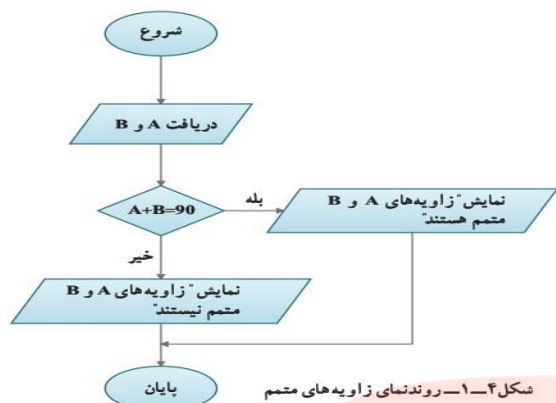 شروع
دریافت A و B
A+B=90
بله
نمایش" زاویه‌های A و B
متمم هستند"
خیر
نمایش" زاویه‌های A و B
متمم نیستند"
پایان
شکل۴ــ۱ــ روندنمای زاویه‌های متمم